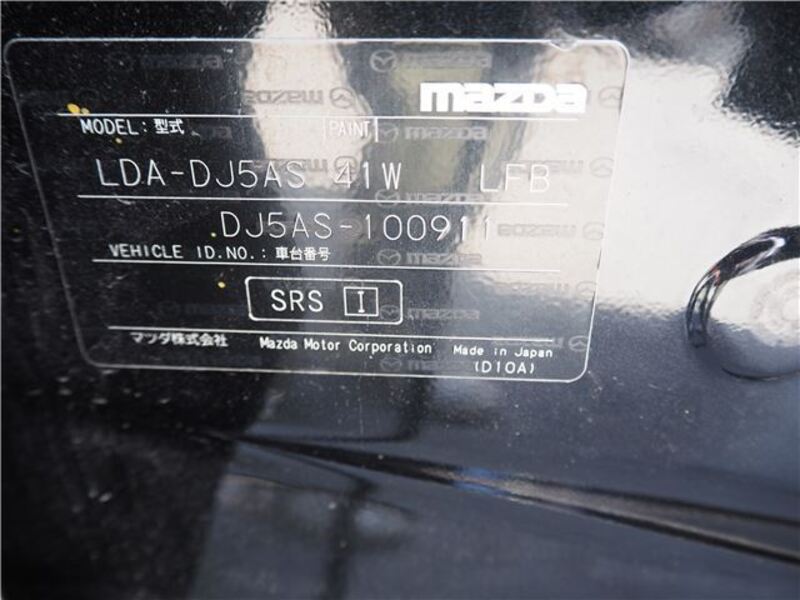 mazda
MODEL: 型式 PAINT
LDA-DJ5AS 41W LFB
DJ5AS-100911
VEHICLE ID.NO.: 車台番号
SRS I
マツダ株式会社 Mazda Motor Corporation Made in Japan
(D10A)